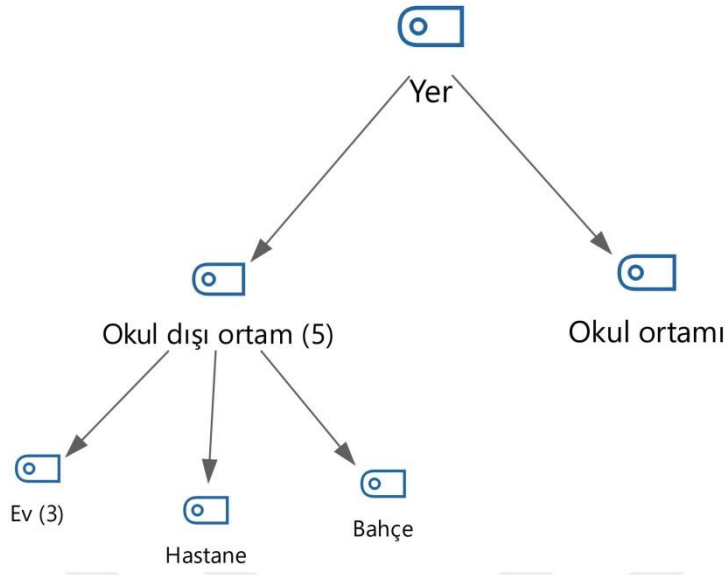 Yer
Okul dışı ortam (5)
Okul ortamı
Ev (3)
Hastane
Bahçe